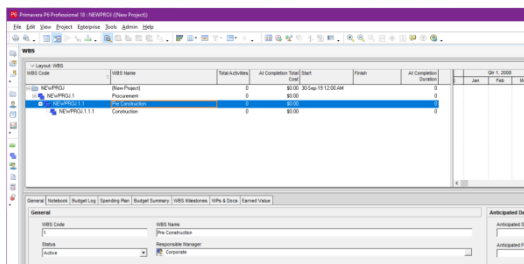 Primavera P6 Professional 18 : NEWPROJ ((New Project))
File Edit View Project Enterprise Tools Admin Help
WBS
Layout: WBS
WBS Code WBS Name Total Activities At Completion Total Cost Start Finish At Completion Duration Qtr 1, 2000
Jan Feb
NEWPROJ (New Project) 0 $0.00 30-Sep-19 12:00 AM 0
NEWPROJ.1 Procurement 0 $0.00 0
NEWPROJ.1.1 Pre Construction 0 $0.00 0
NEWPROJ.1.1.1 Construction 0 $0.00 0
General Notebook Budget Log Spending Plan Budget Summary WBS Milestones WPs & Docs Earned Value
General Anticipated Da
WBS Code WBS Name Anticipated S
1 Pre Construction
Status Responsible Manager Anticipated F
Active Corporate